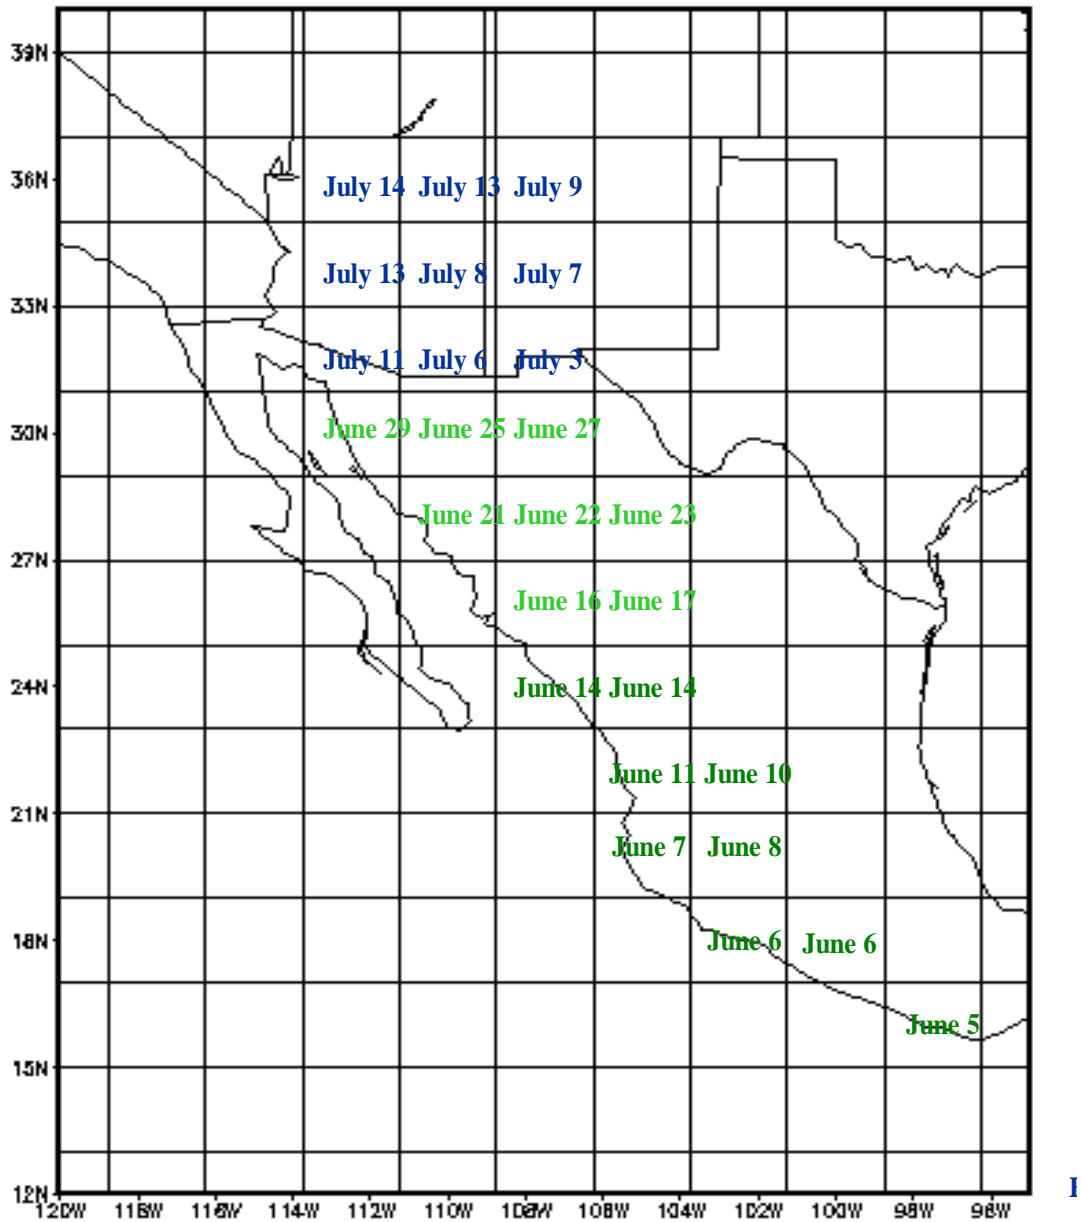 39N
36N
July 14 July 13 July 9
July 13 July 8 July 7
33N
July 11 July 6 July 3
30N
June 29 June 25 June 27
June 21 June 22 June 23
27N
June 16 June 17
24N
June 14 June 14
June 11 June 10
21N
June 7 June 8
18N
June 6 June 6
June 5
15N
12N
120W 118W 116W 114W 112W 110W 108W 106W 104W 102W 100W 98W 96W